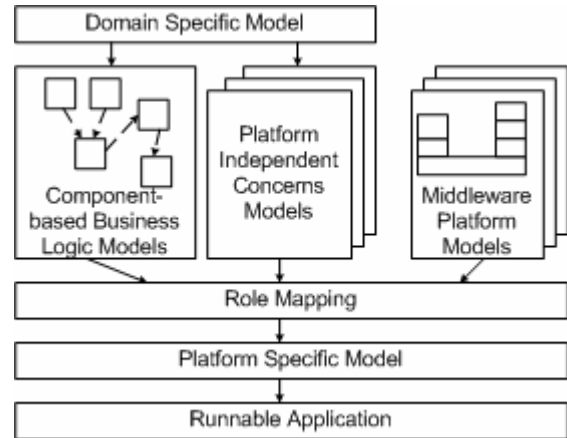 Domain Specific Model
Component-
based Business
Logic Models
Platform
Independent
Concerns
Models
Middleware
Platform
Models
Role Mapping
Platform Specific Model
Runnable Application